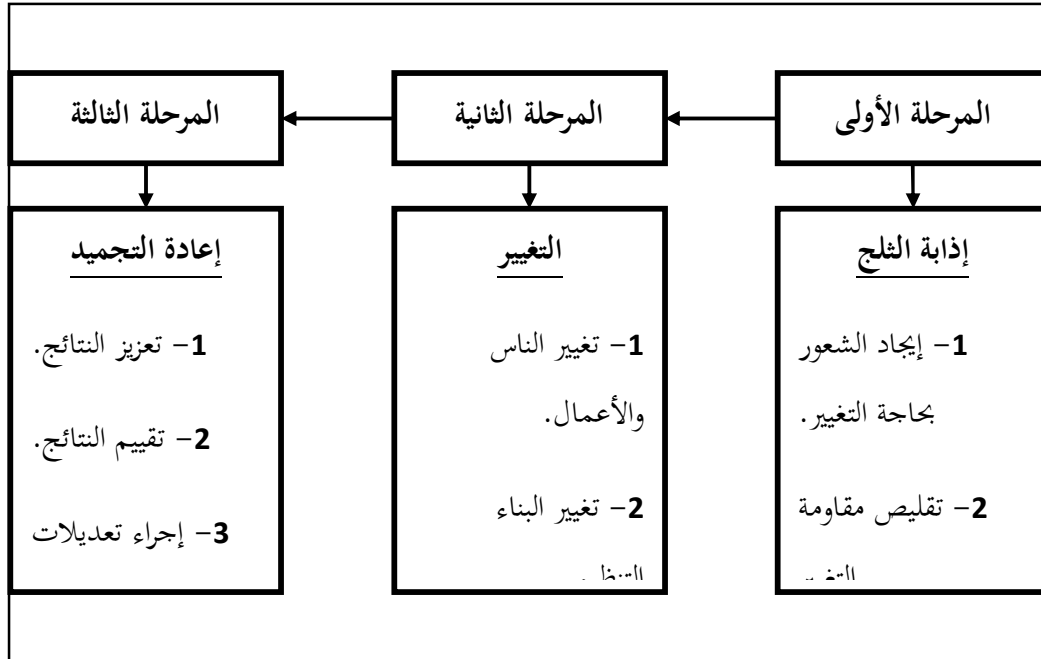 المرحلة الأولى
المرحلة الثانية
المرحلة الثالثة
إذابة الثلج
1- إيجاد الشعور
بحاجة التغيير.
2- تقليص مقاومة
التغيير
التغيير
1- تغيير الناس
والأعمال.
2- تغيير البناء
إعادة التجميد
1- تعزيز النتائج.
2- تقييم النتائج.
3- إجراء تعديلات